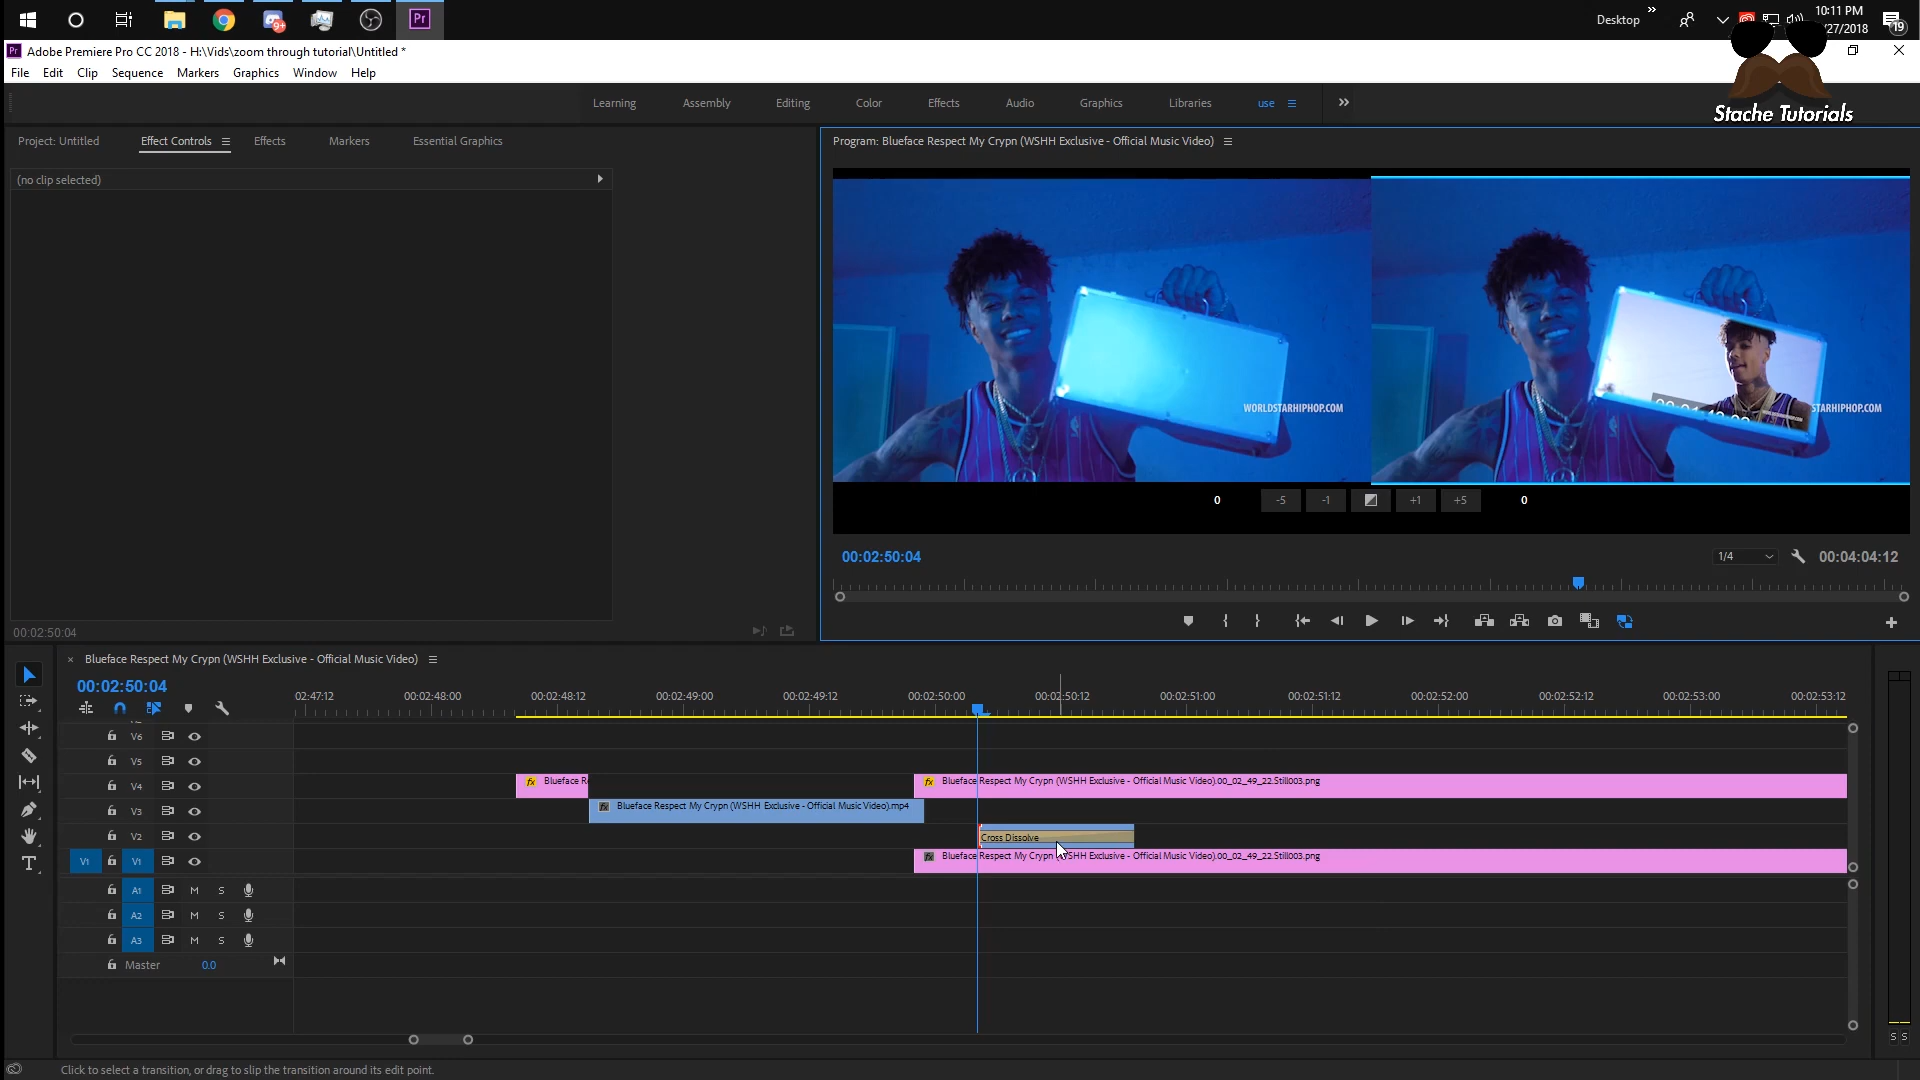 Desktop
10:11 PM
/27/2018
19
9+
Pr
Pr Adobe Premiere Pro CC 2018 - H:\Vids\zoom through tutorial\Untitled *
File Edit Clip Sequence Markers Graphics Window Help
Stache Tutorials
Learning Assembly Editing Color Effects Audio Graphics Libraries use
Project: Untitled Effect Controls Effects Markers Essential Graphics
Program: Blueface Respect My Crypn (WSHH Exclusive - Official Music Video)
(no clip selected)
WORLDSTARHIPHOP.COM
STARHIPHOP.COM
0 -5 -1 +1 +5 0
00:02:50:04
1/4
00:04:04:12
00:02:50:04
× Blueface Respect My Crypn (WSHH Exclusive - Official Music Video)
00:02:50:04
02:47:12 00:02:48:00 00:02:48:12 00:02:49:00 00:02:49:12 00:02:50:00 00:02:50:12 00:02:51:00 00:02:51:12 00:02:52:00 00:02:52:12 00:02:53:00 00:02:53:12
V6
V5
V4
fx Blueface R
fx Blueface Respect My Crypn (WSHH Exclusive - Official Music Video).00_02_49_22.Still003.png
V3
fx Blueface Respect My Crypn (WSHH Exclusive - Official Music Video).mp4
V2
Cross Dissolve
V1 V1
fx Blueface Respect My Crypn WSHH Exclusive - Official Music Video).00_02_49_22.Still003.png
A1 M S
A2 M S
A3 M S
Master 0.0
S S
Click to select a transition, or drag to slip the transition around its edit point.